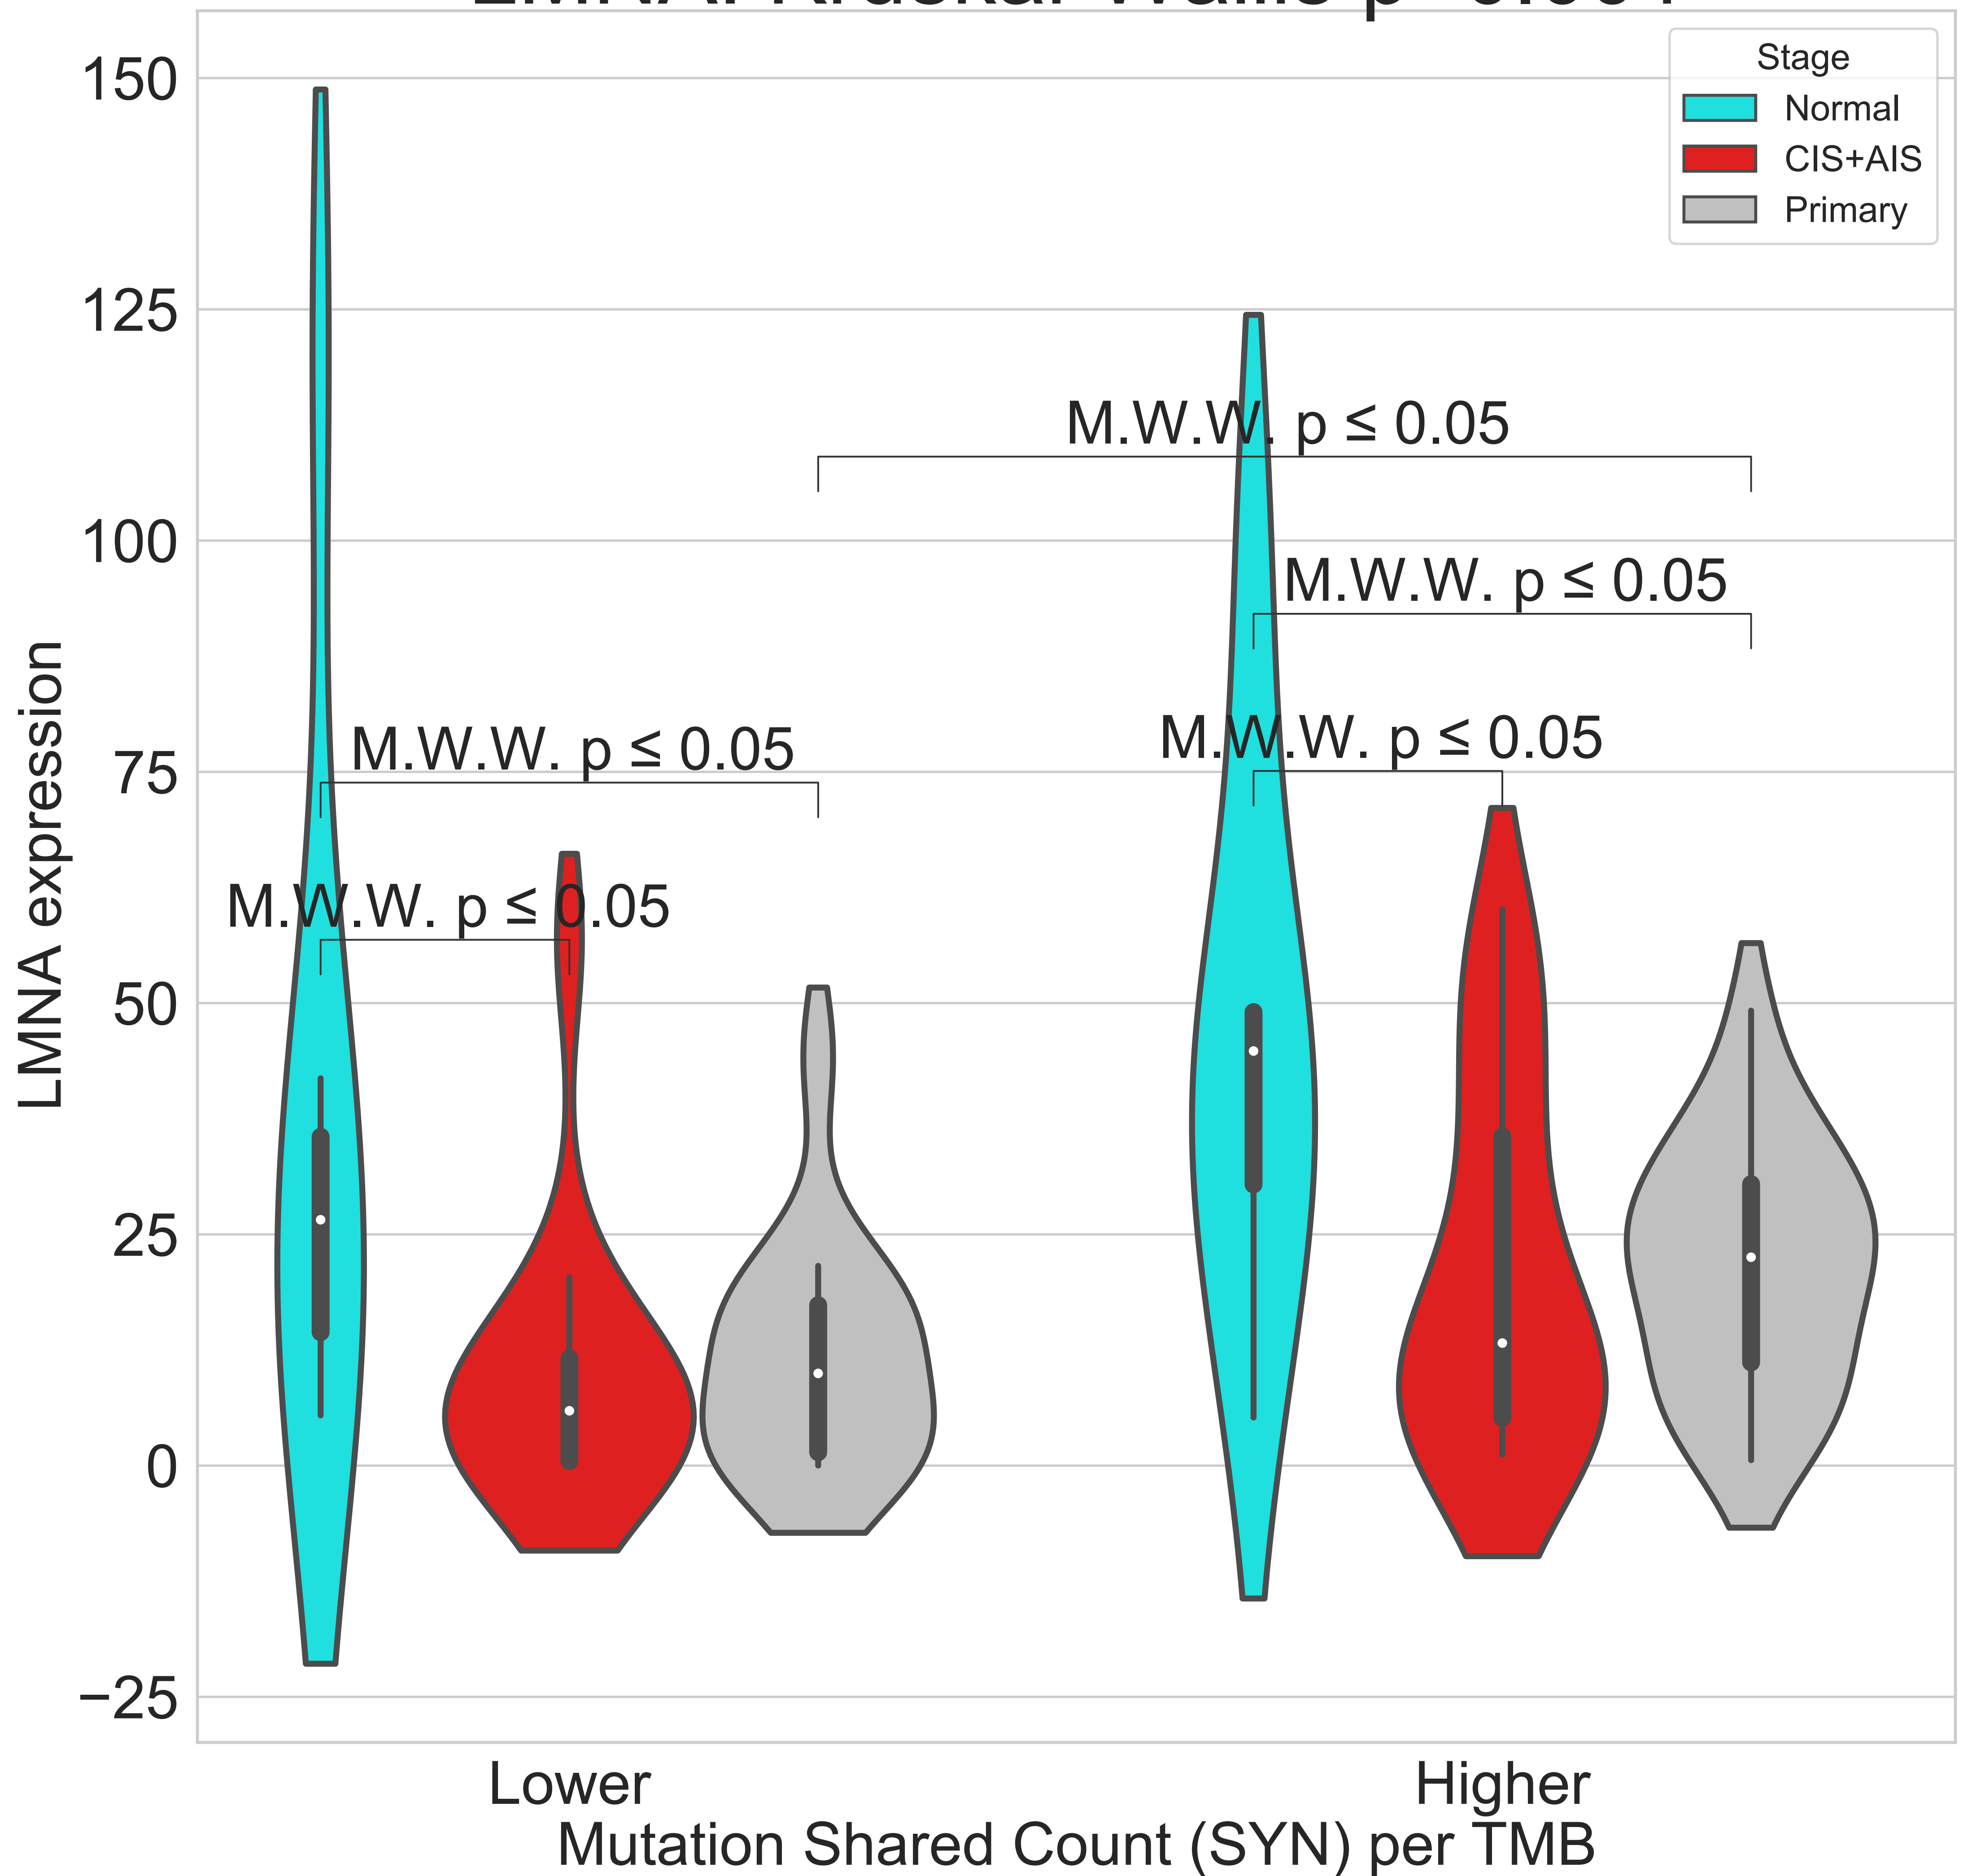 Stage
Normal
CIS+AIS
Primary
150
125
100
75
50
25
0
−25
LMNA expression
M.W.W. p ≤ 0.05
M.W.W. p ≤ 0.05
M.W.W. p ≤ 0.05
M.W.W. p ≤ 0.05
M.W.W. p ≤ 0.05
Lower
Higher
Mutation Shared Count (SYN) per TMB